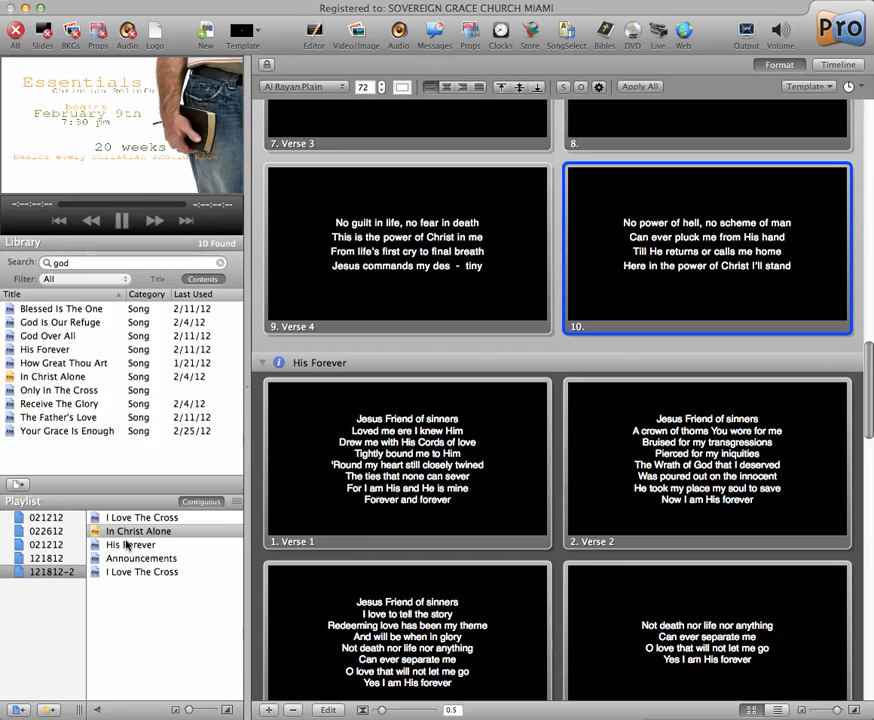 Registered to: SOVEREIGN GRACE CHURCH MIAMI
All Slides BKGs Props Audio Logo New Template Editor Video/Image Audio Messages Props Clocks Store SongSelect Bibles DVD Live Web Output Volume
Pro
Format Timeline
Al Bayan Plain 72 S O Apply All Template
Essentials
Christian Beliefs
begins
February 9th
7:30 pm
20 weeks
basics every christian should know
--:--:-- --:--:--
Library 10 Found
Search: god
Filter: All Title Contents
Title Category Last Used
Blessed Is The One Song 2/11/12
God Is Our Refuge Song 2/4/12
God Over All Song 2/11/12
His Forever Song 2/11/12
How Great Thou Art Song 1/21/12
In Christ Alone Song 2/4/12
Only In The Cross Song
Receive The Glory Song 2/4/12
The Father's Love Song 2/11/12
Your Grace Is Enough Song 2/25/12
Playlist Contiguous
021212 I Love The Cross
022612 In Christ Alone
021212 His Forever
121812 Announcements
121812-2 I Love The Cross
7. Verse 3
8.
No guilt in life, no fear in death
This is the power of Christ in me
From life's first cry to final breath
Jesus commands my des - tiny
9. Verse 4
No power of hell, no scheme of man
Can ever pluck me from His hand
Till He returns or calls me home
Here in the power of Christ I'll stand
10.
His Forever
Jesus Friend of sinners
Loved me ere I knew Him
Drew me with His Cords of love
Tightly bound me to Him
'Round my heart still closely twined
The ties that none can sever
For I am His and He is mine
Forever and forever
1. Verse 1
Jesus Friend of sinners
A crown of thorns You wore for me
Bruised for my transgressions
Pierced for my iniquities
The Wrath of God that I deserved
Was poured out on the innocent
He took my place my soul to save
Now I am His forever
2. Verse 2
Jesus Friend of sinners
I love to tell the story
Redeeming love has been my theme
And will be when in glory
Not death nor life nor anything
Can ever separate me
O love that will not let me go
Yes I am His forever
Not death nor life nor anything
Can ever separate me
O love that will not let me go
Yes I am His forever
Edit 0.5